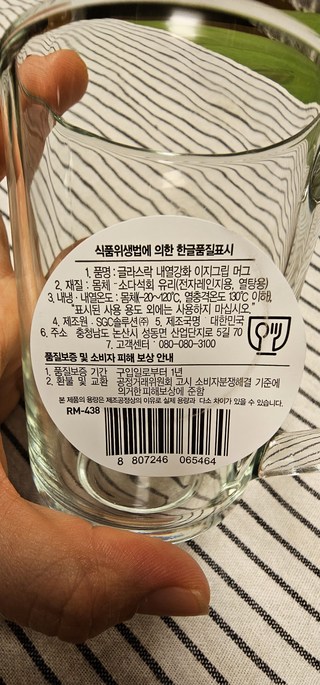 식품위생법에 의한 한글품질표시
1. 품명 : 글라스락 내열강화 이지그립 머그
2. 재질 : 몸체 - 소다석회 유리(전자레인지용, 열탕용)
3. 내냉 · 내열온도 : 몸체(-20~120℃, 열충격온도 130℃ 이하)
"표시된 사용 용도 외에는 사용하지 마십시오."
4. 제조원 : SGC솔루션㈜ 5. 제조국명 : 대한민국
6. 주소 : 충청남도 논산시 성동면 산업단지로 5길 70
7. 고객센터 : 080-080-3100
품질보증 및 소비자 피해 보상 안내
1. 품질보증 기간 : 구입일로부터 1년
2. 환불 및 교환 : 공정거래위원회 고시 소비자분쟁해결 기준에
의거한 피해보상에 준함
본 제품의 용량은 제조공정상의 이유로 실제 용량과 다소 차이가 있을 수 있습니다.
RM-438
8 807246 065464